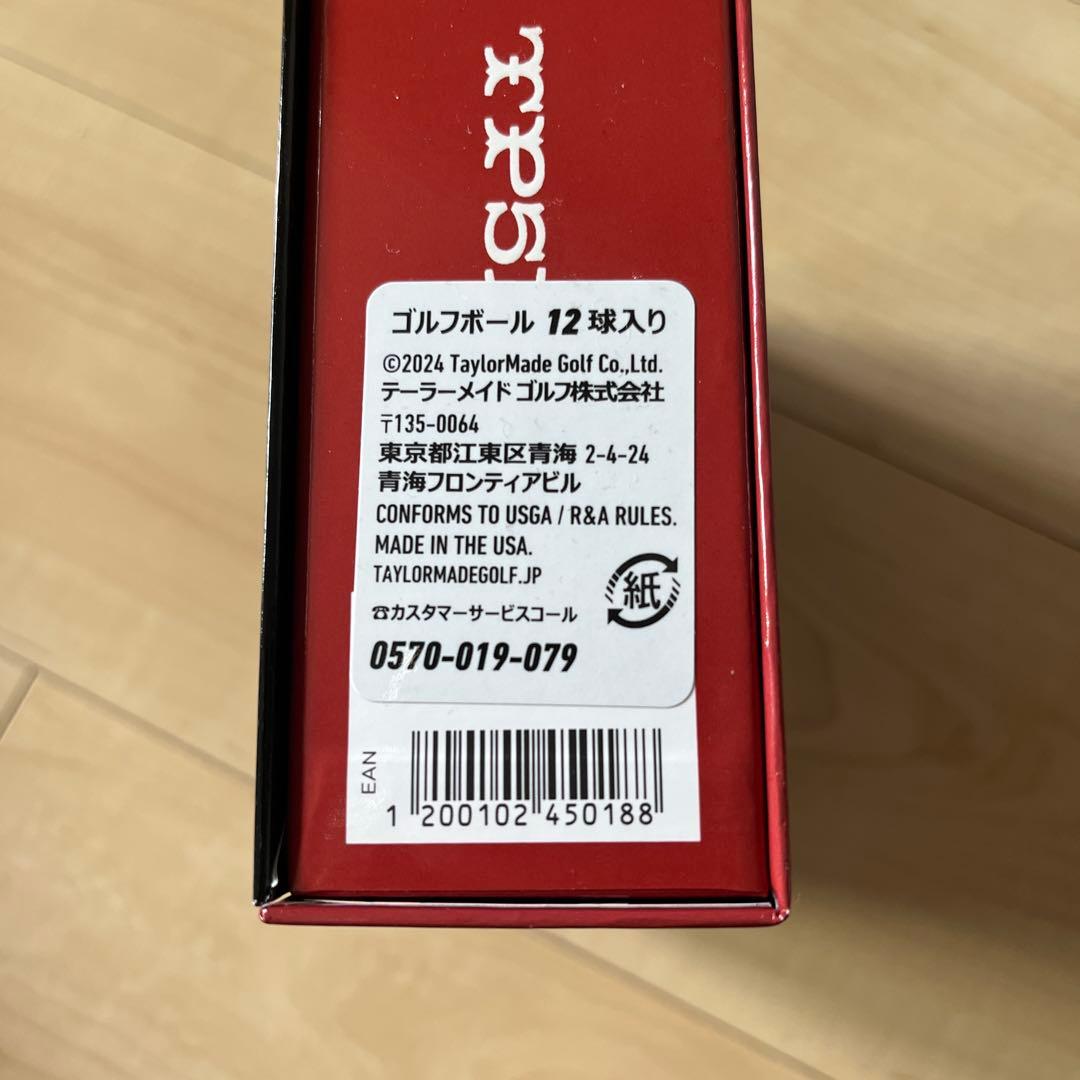 ゴルフボール 12 球入り
©2024 TaylorMade Golf Co.,Ltd.
テーラーメイド ゴルフ株式会社
〒135-0064
東京都江東区青海 2-4-24
青海フロンティアビル
CONFORMS TO USGA / R&A RULES.
MADE IN THE USA.
TAYLORMADEGOLF.JP
紙
☎カスタマーサービスコール
0570-019-079
EAN
1 200102 450188